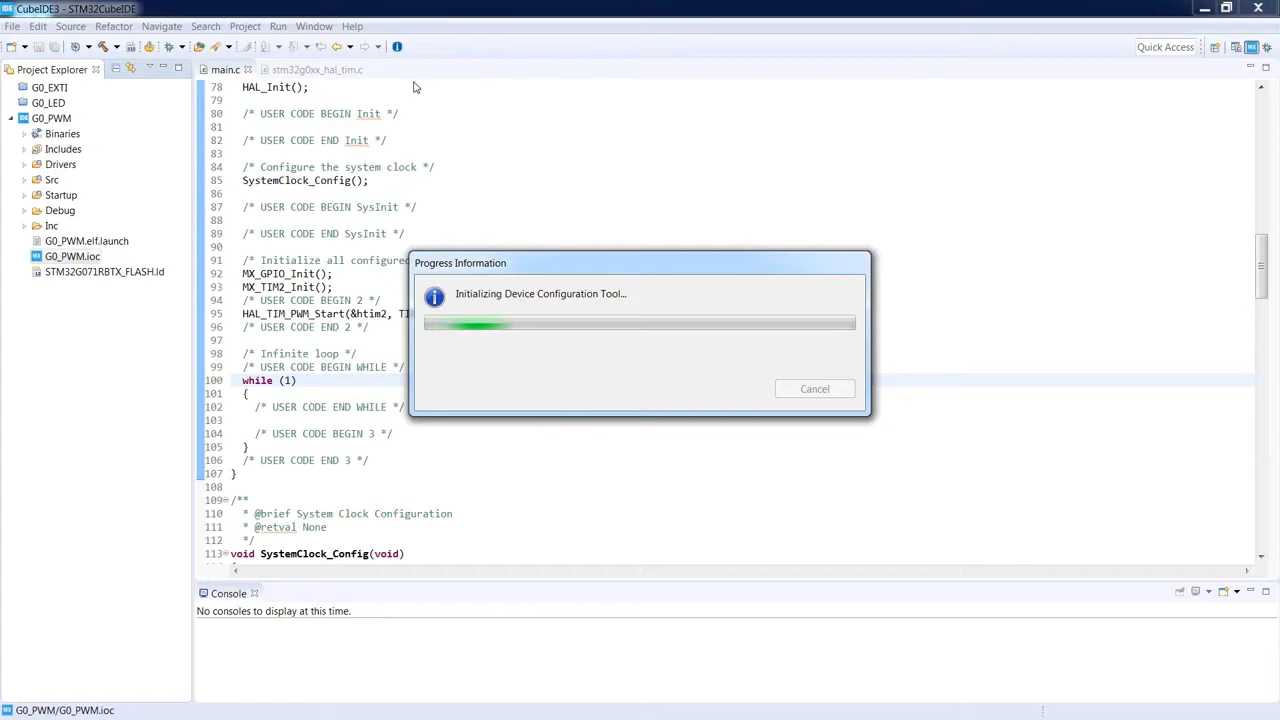 CubeIDE3 - STM32CubeIDE
File Edit Source Refactor Navigate Search Project Run Window Help
Quick Access
Project Explorer
main.c
stm32g0xx_hal_tim.c
G0_EXTI
G0_LED
G0_PWM
Binaries
Includes
Drivers
Src
Startup
Debug
Inc
G0_PWM.elf.launch
G0_PWM.ioc
STM32G071RBTX_FLASH.ld
78 HAL_Init();
79
80 /* USER CODE BEGIN Init */
81
82 /* USER CODE END Init */
83
84 /* Configure the system clock */
85 SystemClock_Config();
86
87 /* USER CODE BEGIN SysInit */
88
89 /* USER CODE END SysInit */
90
91 /* Initialize all configured
92 MX_GPIO_Init();
93 MX_TIM2_Init();
94 /* USER CODE BEGIN 2 */
95 HAL_TIM_PWM_Start(&htim2, TI
96 /* USER CODE END 2 */
97
98 /* Infinite loop */
99 /* USER CODE BEGIN WHILE */
100 while (1)
101 {
102 /* USER CODE END WHILE */
103
104 /* USER CODE BEGIN 3 */
105 }
106 /* USER CODE END 3 */
107 }
108
109 /**
110 * @brief System Clock Configuration
111 * @retval None
112 */
113 void SystemClock_Config(void)
Progress Information
Initializing Device Configuration Tool...
Cancel
Console
No consoles to display at this time.
G0_PWM/G0_PWM.ioc